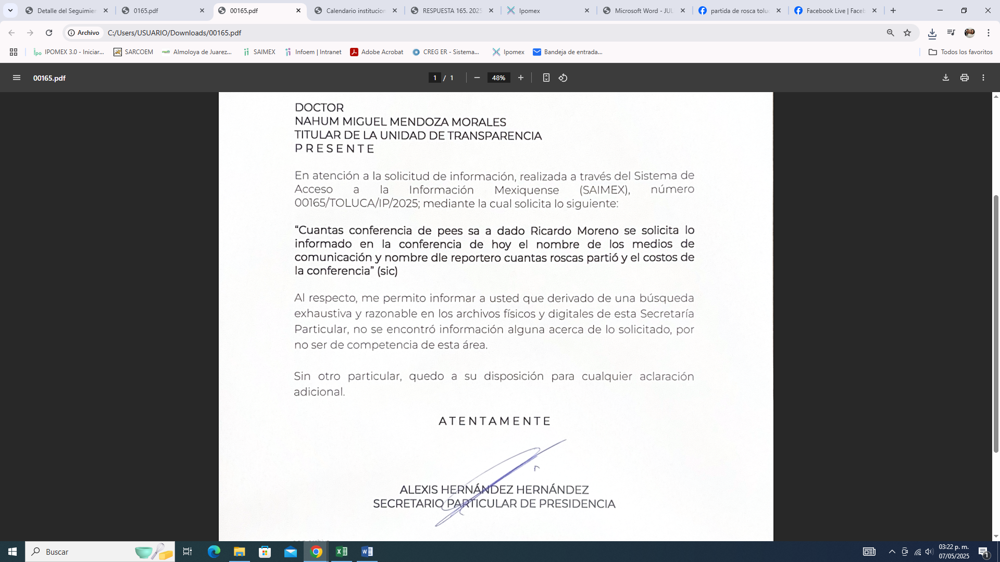 Detalle del Seguimien
0165.pdf
00165.pdf
Calendario institucion
RESPUESTA 165. 2025
Ipomex
Microsoft Word - JUL
partida de rosca tolu
Facebook Live | Faceb
Archivo
C:/Users/USUARIO/Downloads/00165.pdf
IPOMEX 3.0 - Iniciar...
SARCOEM
Almoloya de Juarez...
SAIMEX
Infoem | Intranet
Adobe Acrobat
CREG ER - Sistema...
Ipomex
Bandeja de entrada...
Todos los favoritos
00165.pdf
1 / 1
48%
DOCTOR
NAHUM MIGUEL MENDOZA MORALES
TITULAR DE LA UNIDAD DE TRANSPARENCIA
P R E S E N T E
En atención a la solicitud de información, realizada a través del Sistema de
Acceso a la Información Mexiquense (SAIMEX), número
00165/TOLUCA/IP/2025; mediante la cual solicita lo siguiente:
“Cuantas conferencia de pees sa a dado Ricardo Moreno se solicita lo
informado en la conferencia de hoy el nombre de los medios de
comunicación y nombre dle reportero cuantas roscas partió y el costos de
la conferencia” (sic)
Al respecto, me permito informar a usted que derivado de una búsqueda
exhaustiva y razonable en los archivos físicos y digitales de esta Secretaría
Particular, no se encontró información alguna acerca de lo solicitado, por
no ser de competencia de esta área.
Sin otro particular, quedo a su disposición para cualquier aclaración
adicional.
A T E N T A M E N T E
ALEXIS HERNÁNDEZ HERNÁNDEZ
SECRETARIO PARTICULAR DE PRESIDENCIA
Buscar
03:22 p. m.
07/05/2025
1